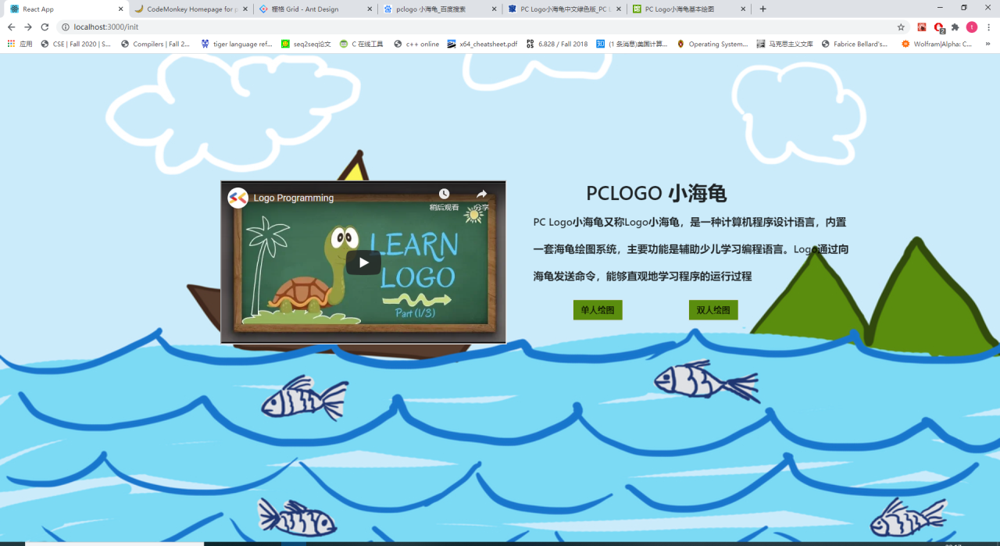 React App
CodeMonkey Homepage for p
栅格 Grid - Ant Design
pclogo 小海龟_百度搜索
PC Logo小海龟中文绿色版_PC L
PC Logo小海龟基本绘图
localhost:3000/init
应用
CSE | Fall 2020 | S...
Compilers | Fall 2...
tiger language ref...
seq2seq论文
C 在线工具
c++ online
x64_cheatsheet.pdf
6.828 / Fall 2018
(1 条消息)美国计算...
Operating System...
马克思主义文库
Fabrice Bellard's...
Wolfram|Alpha: C...
Logo Programming
稍后观看
分享
LEARN
LOGO
Part (1/3)
PCLOGO 小海龟
PC Logo小海龟又称Logo小海龟，是一种计算机程序设计语言，内置
一套海龟绘图系统，主要功能是辅助少儿学习编程语言。Logo通过向
海龟发送命令，能够直观地学习程序的运行过程
单人绘图
双人绘图